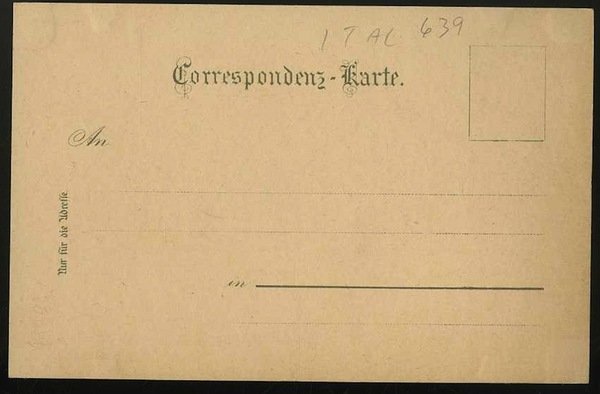 ITAL 639
Correspondenz-Karte.
An
Nur für die Adresse.
in